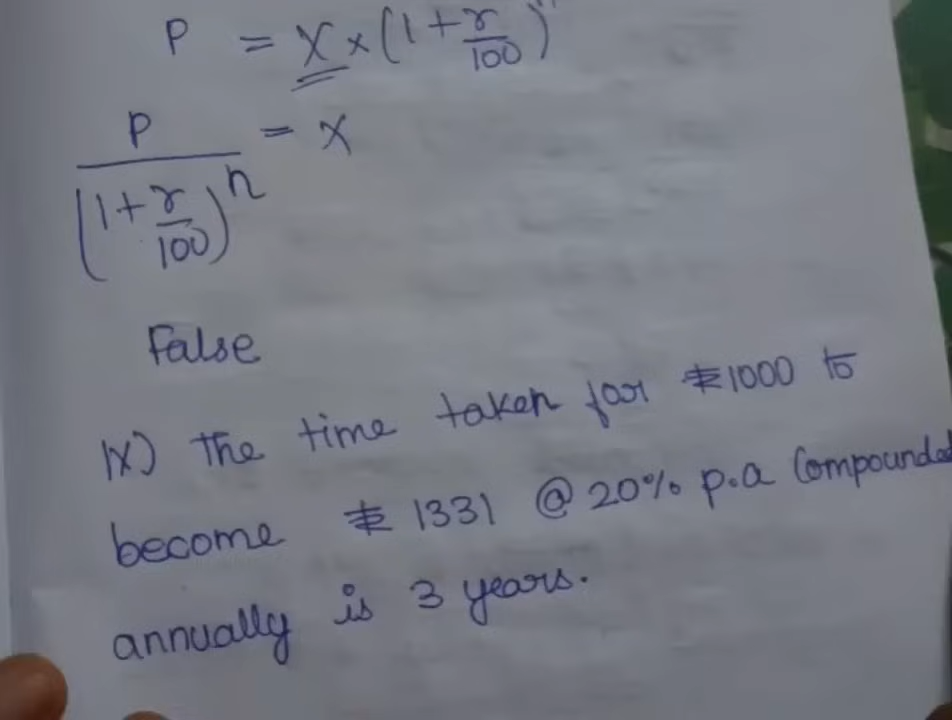 P = X × (1 + r/100)ⁿ
P / (1 + r/100)ⁿ = X
False
IX) The time taken for ₹1000 to
become ₹ 1331 @ 20% p.a Compounded
annually is 3 years.